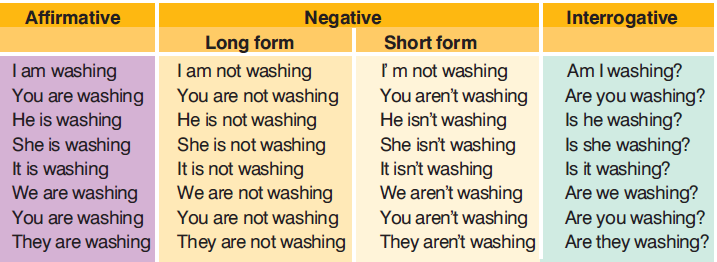 Affirmative Negative Interrogative
Long form Short form
I am washing I am not washing I' m not washing Am I washing?
You are washing You are not washing You aren't washing Are you washing?
He is washing He is not washing He isn't washing Is he washing?
She is washing She is not washing She isn't washing Is she washing?
It is washing It is not washing It isn't washing Is it washing?
We are washing We are not washing We aren't washing Are we washing?
You are washing You are not washing You aren't washing Are you washing?
They are washing They are not washing They aren't washing Are they washing?